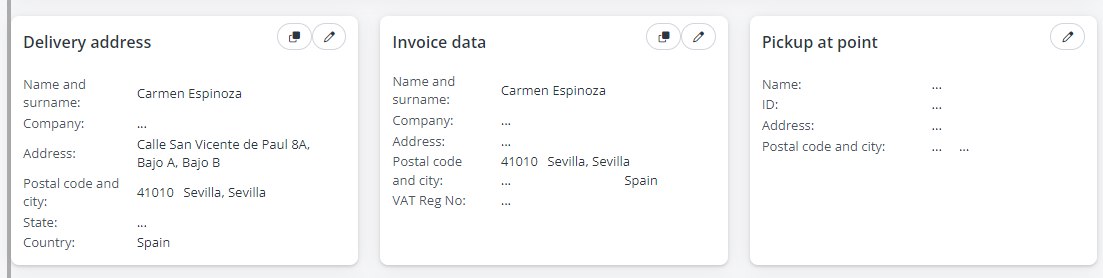 Delivery address
Name and
surname:
Carmen Espinoza
Company:
...
Address:
Calle San Vicente de Paul 8A,
Bajo A, Bajo B
Postal code and
city:
41010 Sevilla, Sevilla
State:
...
Country:
Spain
Invoice data
Name and
surname:
Carmen Espinoza
Company:
...
Address:
...
Postal code
and city:
41010 Sevilla, Sevilla
... Spain
VAT Reg No:
...
Pickup at point
Name:
...
ID:
...
Address:
...
Postal code and city:
... ...